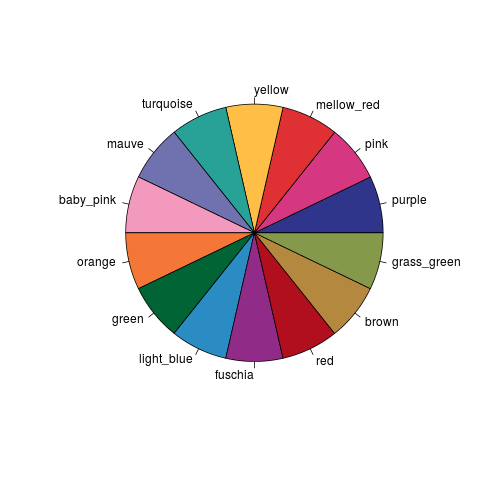 yellow
turquoise
mellow_red
mauve
pink
baby_pink
purple
orange
grass_green
green
brown
light_blue
red
fuschia